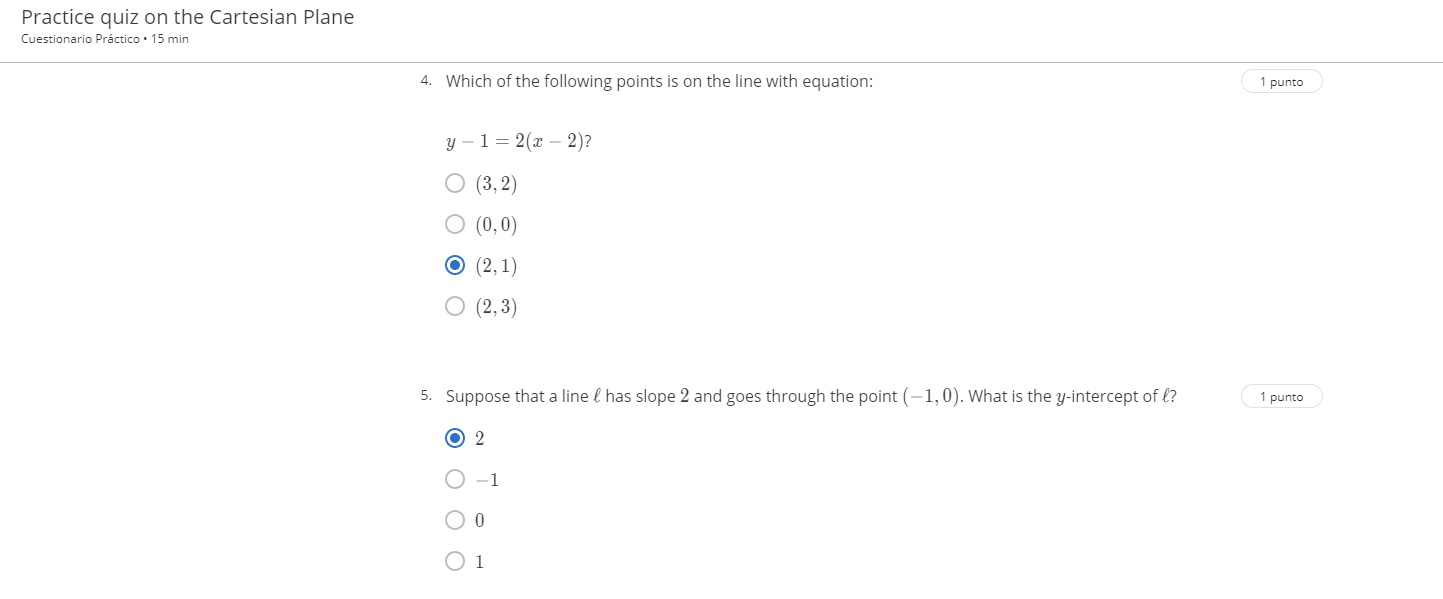 Practice quiz on the Cartesian Plane
Cuestionario Práctico • 15 min
4. Which of the following points is on the line with equation:
1 punto
y − 1 = 2(x − 2)?
(3, 2)
(0, 0)
(2, 1)
(2, 3)
5. Suppose that a line ℓ has slope 2 and goes through the point (−1, 0). What is the y-intercept of ℓ?
1 punto
2
−1
0
1